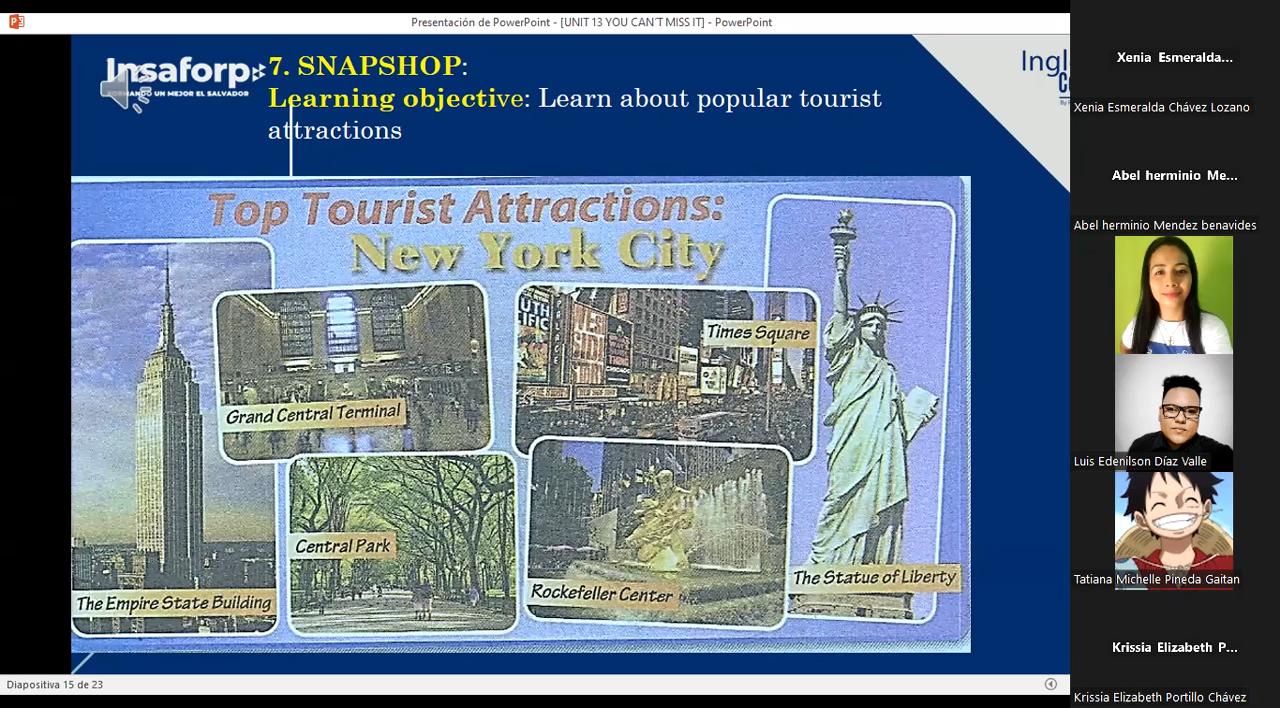 Presentación de PowerPoint - [UNIT 13 YOU CAN´T MISS IT] - PowerPoint
Insaforp
FORMANDO UN MEJOR EL SALVADOR
7. SNAPSHOP:
Learning objective: Learn about popular tourist
attractions
Top Tourist Attractions:
New York City
Times Square
Grand Central Terminal
Central Park
The Statue of Liberty
Rockefeller Center
The Empire State Building
Diapositiva 15 de 23
Xenia Esmeralda...
Xenia Esmeralda Chávez Lozano
Abel herminio Me...
Abel herminio Mendez benavides
Luis Edenilson Díaz Valle
Tatiana Michelle Pineda Gaitan
Krissia Elizabeth P...
Krissia Elizabeth Portillo Chávez